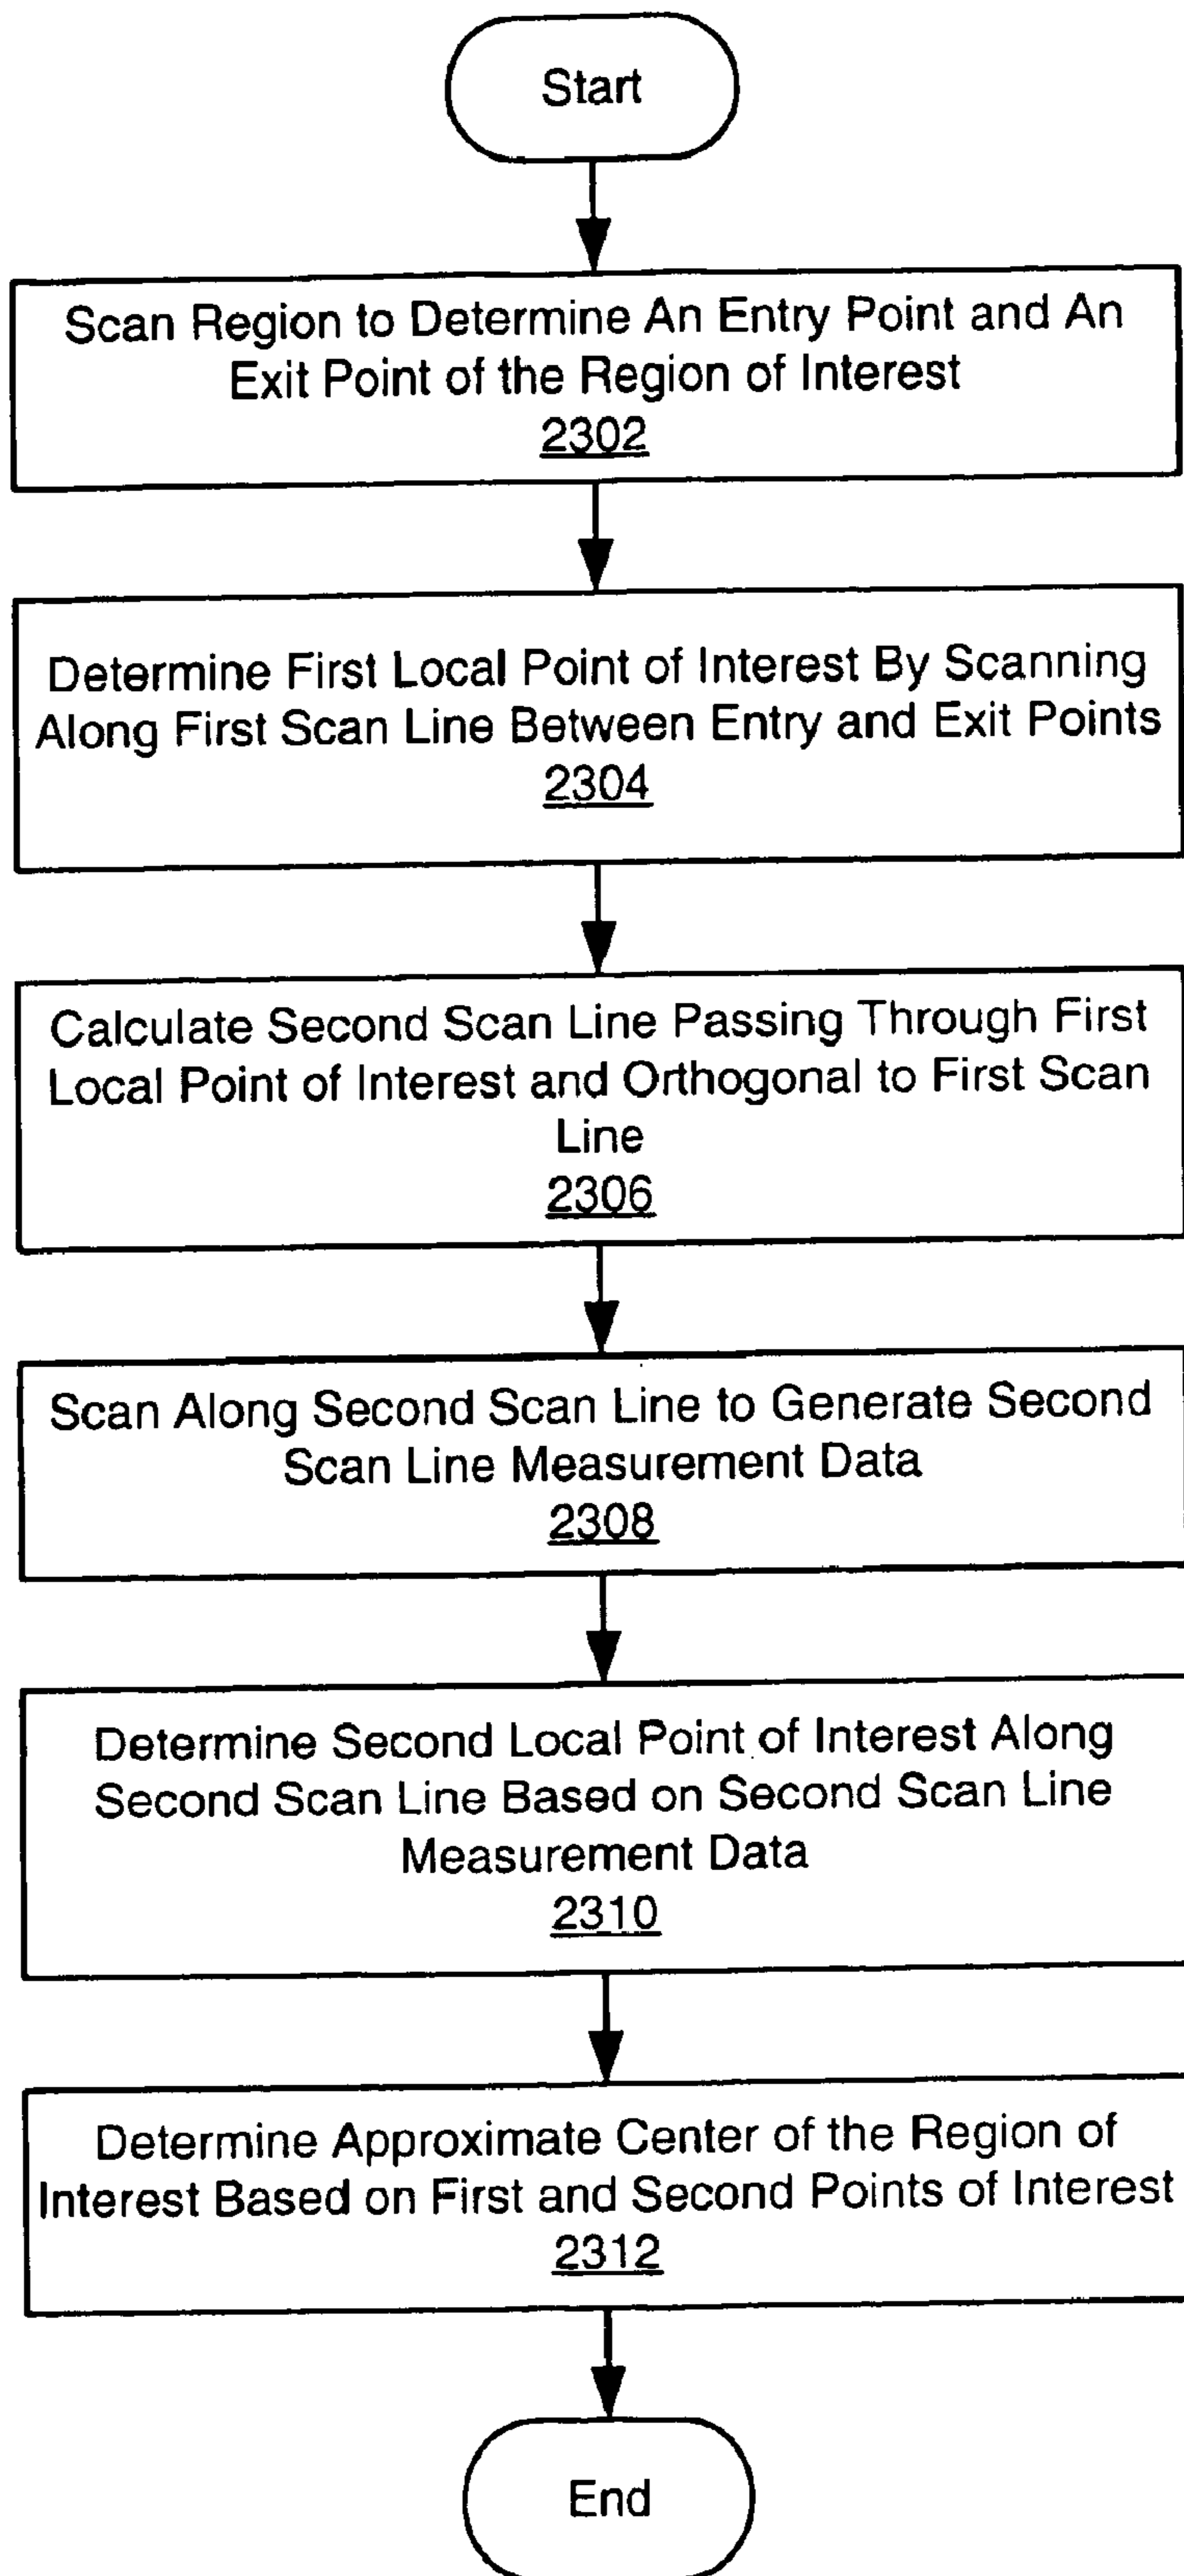 Start
Scan Region to Determine An Entry Point and An
Exit Point of the Region of Interest
2302
Determine First Local Point of Interest By Scanning
Along First Scan Line Between Entry and Exit Points
2304
Calculate Second Scan Line Passing Through First
Local Point of Interest and Orthogonal to First Scan
Line
2306
Scan Along Second Scan Line to Generate Second
Scan Line Measurement Data
2308
Determine Second Local Point of Interest Along
Second Scan Line Based on Second Scan Line
Measurement Data
2310
Determine Approximate Center of the Region of
Interest Based on First and Second Points of Interest
2312
End